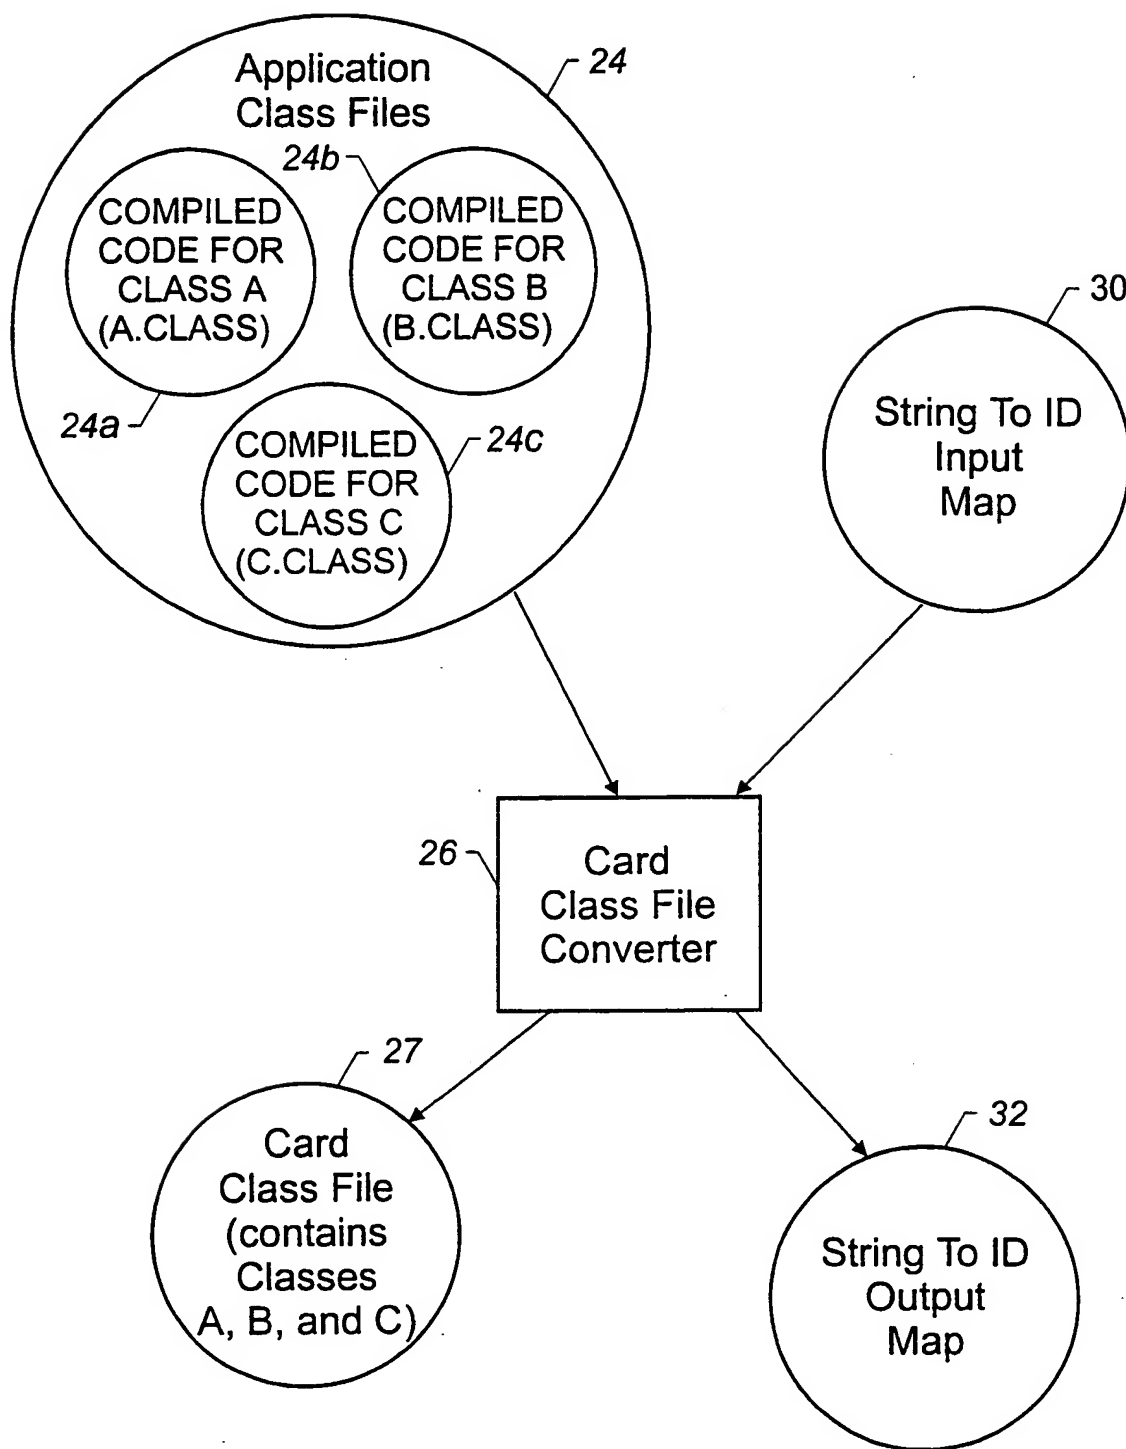 Application
Class Files
24
24b
COMPILED
CODE FOR
CLASS A
(A.CLASS)
COMPILED
CODE FOR
CLASS B
(B.CLASS)
24a
COMPILED
CODE FOR
CLASS C
(C.CLASS)
24c
30
String To ID
Input
Map
26
Card
Class File
Converter
27
Card
Class File
(contains
Classes
A, B, and C)
32
String To ID
Output
Map